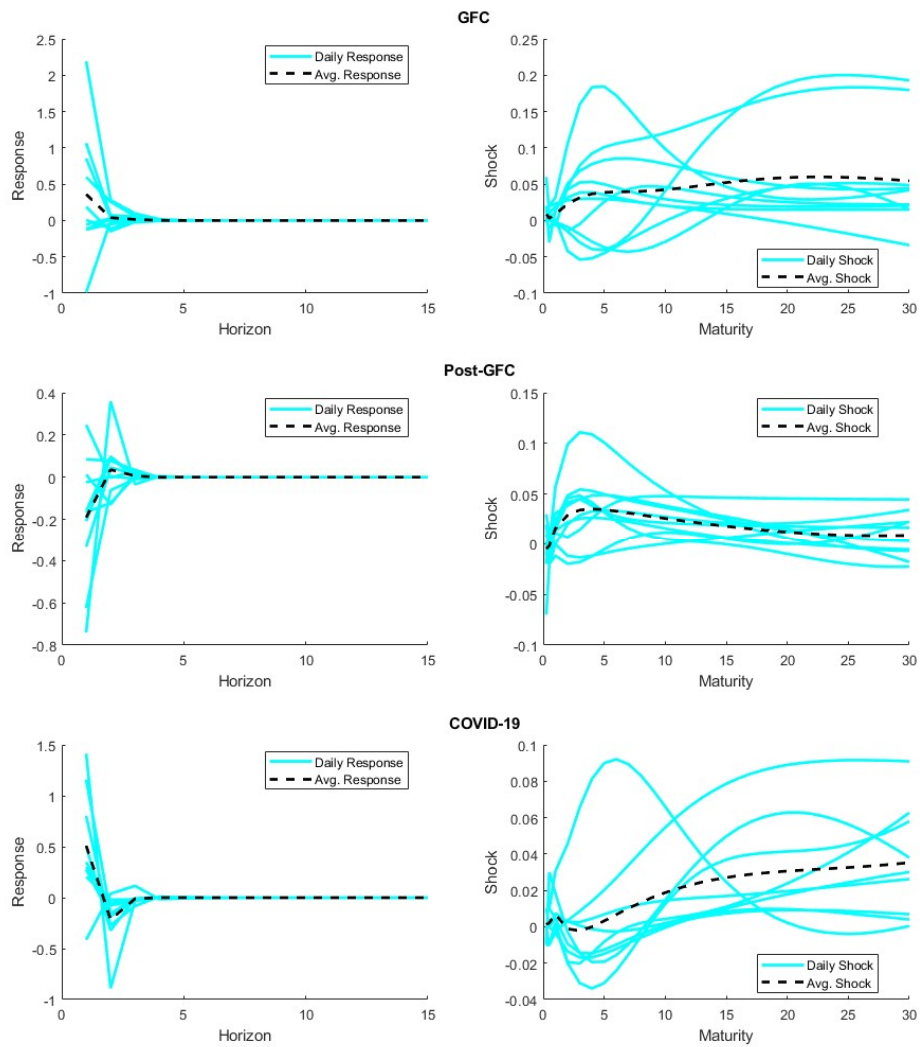 GFC
2.5
2
1.5
1
0.5
0
-0.5
-1
0 5 10 15
Response
Horizon
Daily Response
Avg. Response
0.25
0.2
0.15
0.1
0.05
0
-0.05
-0.1
0 5 10 15 20 25 30
Shock
Maturity
Daily Shock
Avg. Shock
Post-GFC
0.4
0.2
0
-0.2
-0.4
-0.6
-0.8
0 5 10 15
Response
Horizon
Daily Response
Avg. Response
0.15
0.1
0.05
0
-0.05
-0.1
0 5 10 15 20 25 30
Shock
Maturity
Daily Shock
Avg. Shock
COVID-19
1.5
1
0.5
0
-0.5
-1
0 5 10 15
Response
Horizon
Daily Response
Avg. Response
0.1
0.08
0.06
0.04
0.02
0
-0.02
-0.04
0 5 10 15 20 25 30
Shock
Maturity
Daily Shock
Avg. Shock